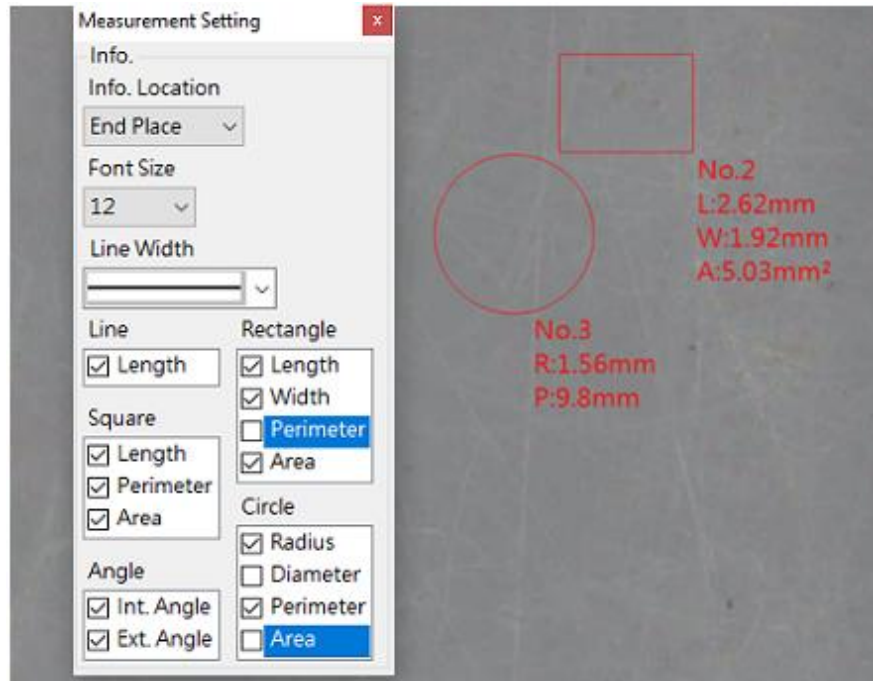 Measurement Setting
x
Info.
Info. Location
End Place
Font Size
12
Line Width
Line
Length
Square
Length
Perimeter
Area
Angle
Int. Angle
Ext. Angle
Rectangle
Length
Width
Perimeter
Area
Circle
Radius
Diameter
Perimeter
Area
No.2
L:2.62mm
W:1.92mm
A:5.03mm²
No.3
R:1.56mm
P:9.8mm